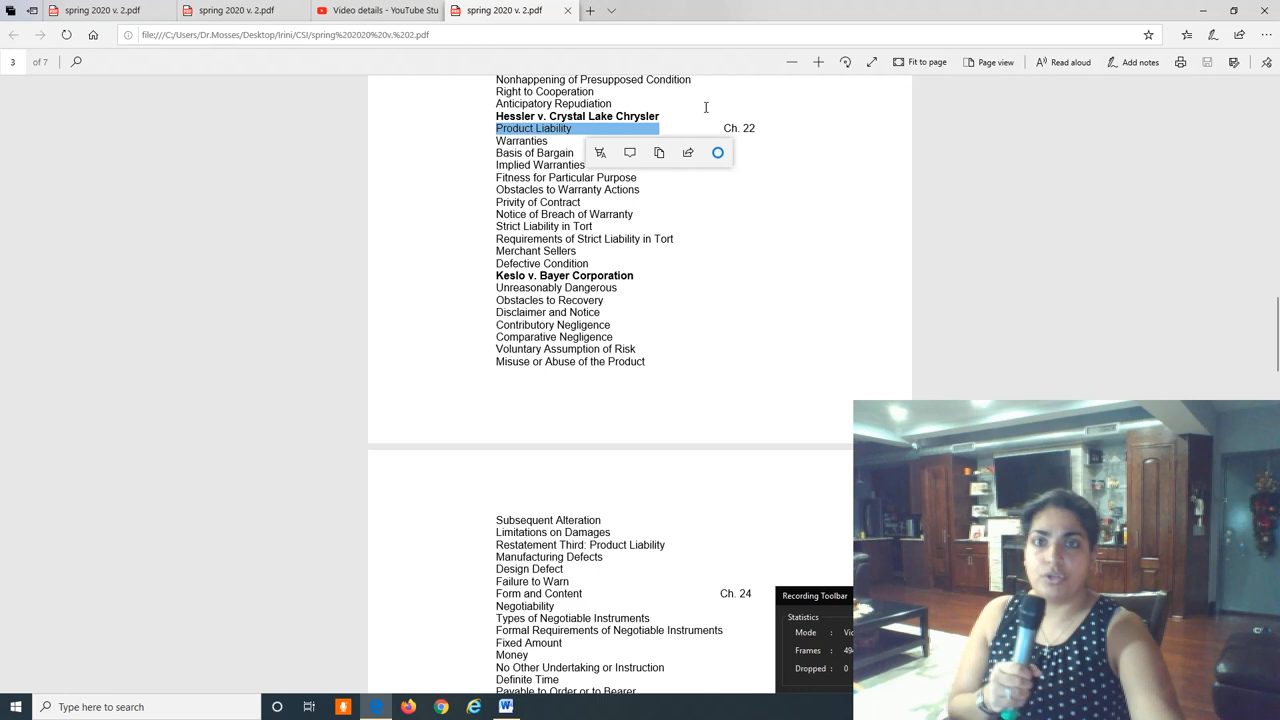 spring 2020 v. 2.pdf
spring 2020 v. 2.pdf
Video details - YouTube Stu
spring 2020 v. 2.pdf
file:///C:/Users/Dr.Mosses/Desktop/Irini/CSI/spring%202020%20v.%202.pdf
3 of 7
Fit to page
Page view
Read aloud
Add notes
Nonhappening of Presupposed Condition
Right to Cooperation
Anticipatory Repudiation
Hessler v. Crystal Lake Chrysler
Product Liability Ch. 22
Warranties
Basis of Bargain
Implied Warranties
Fitness for Particular Purpose
Obstacles to Warranty Actions
Privity of Contract
Notice of Breach of Warranty
Strict Liability in Tort
Requirements of Strict Liability in Tort
Merchant Sellers
Defective Condition
Keslo v. Bayer Corporation
Unreasonably Dangerous
Obstacles to Recovery
Disclaimer and Notice
Contributory Negligence
Comparative Negligence
Voluntary Assumption of Risk
Misuse or Abuse of the Product
Subsequent Alteration
Limitations on Damages
Restatement Third: Product Liability
Manufacturing Defects
Design Defect
Failure to Warn
Form and Content Ch. 24
Negotiability
Types of Negotiable Instruments
Formal Requirements of Negotiable Instruments
Fixed Amount
Money
No Other Undertaking or Instruction
Definite Time
Payable to Order or to Bearer
Recording Toolbar
Statistics
Mode :
Frames :
Dropped : 0
Type here to search